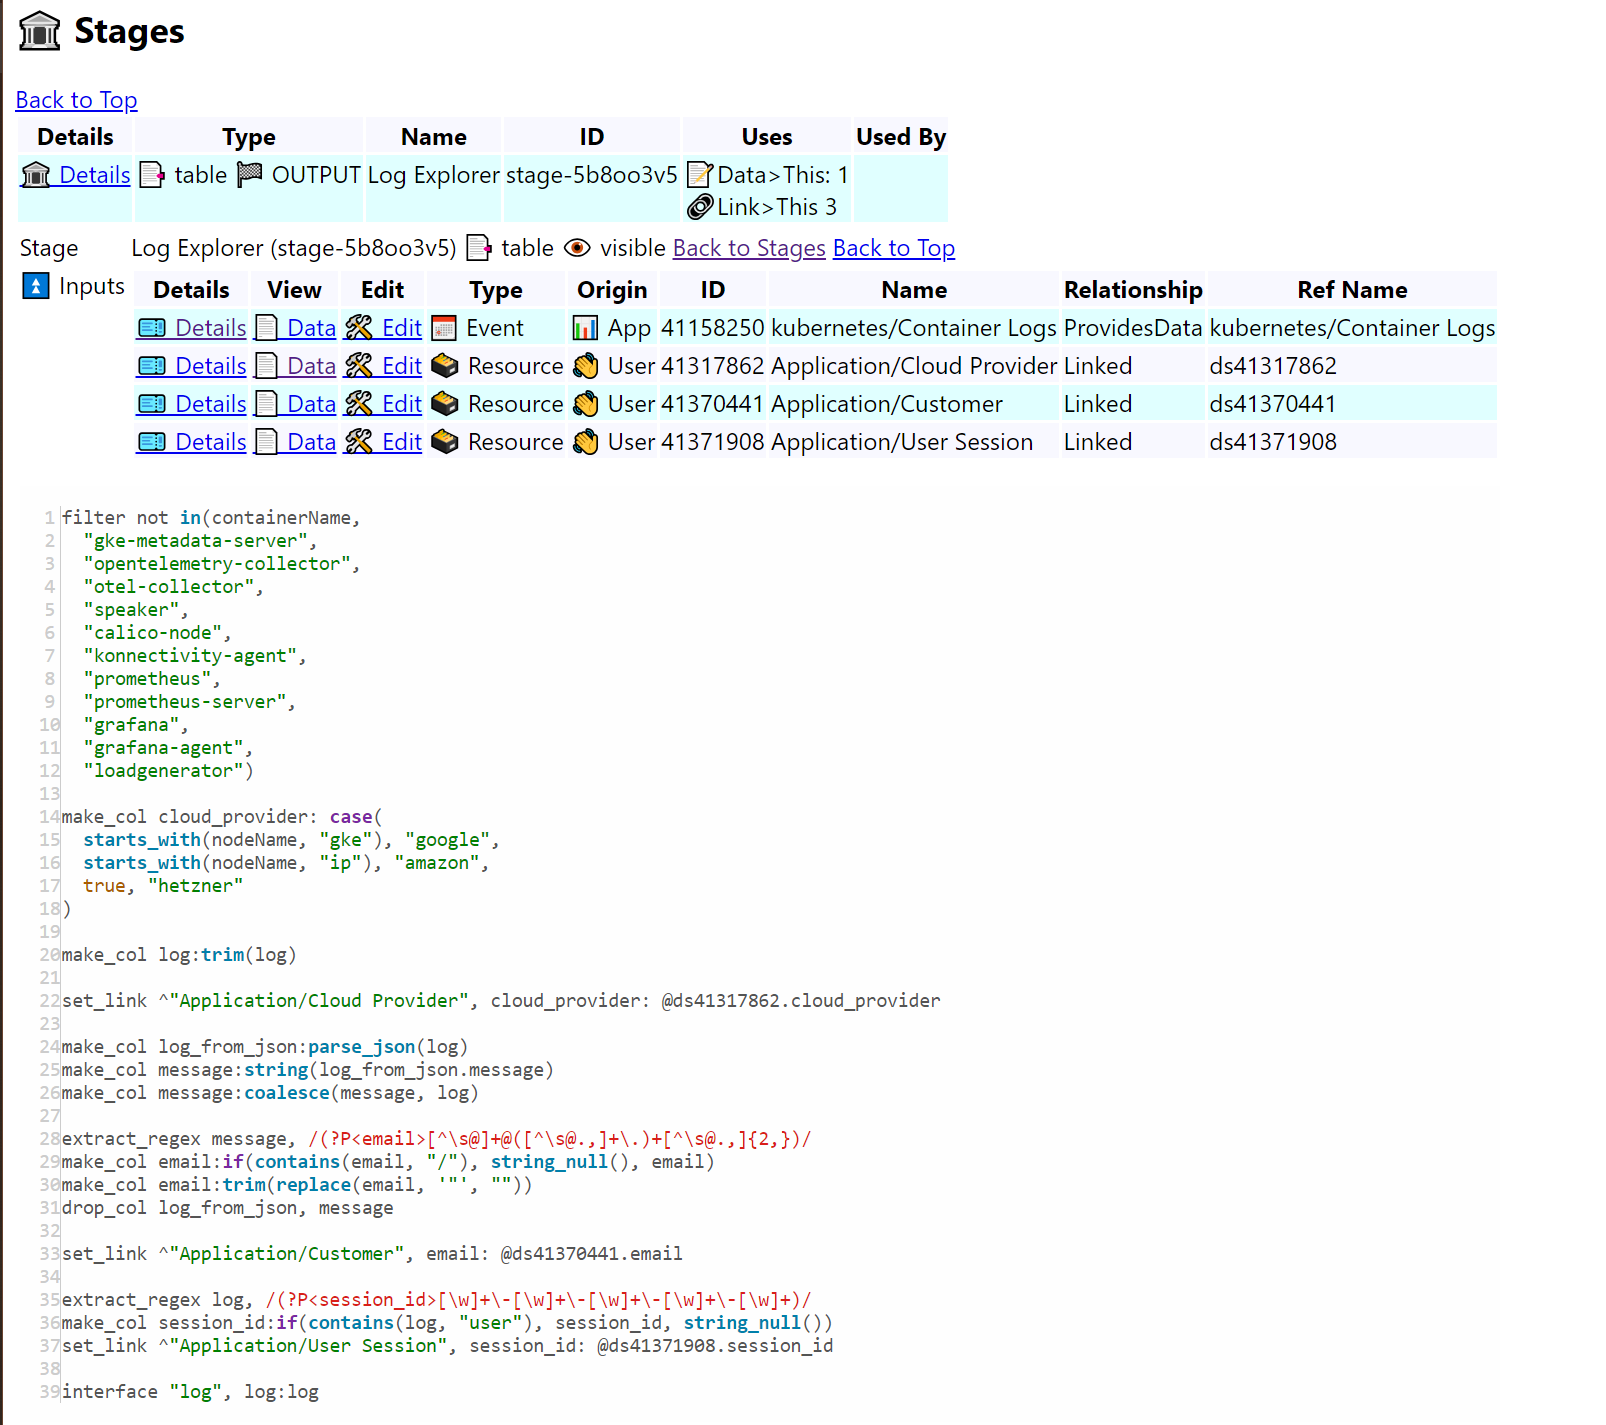 Stages
Back to Top
Details Type Name ID Uses Used By
Details table OUTPUT Log Explorer stage-5b8oo3v5 Data>This: 1
Link>This 3
Stage Log Explorer (stage-5b8oo3v5) table visible Back to Stages Back to Top
Inputs Details View Edit Type Origin ID Name Relationship Ref Name
Details Data Edit Event App 41158250 kubernetes/Container Logs ProvidesData kubernetes/Container Logs
Details Data Edit Resource User 41317862 Application/Cloud Provider Linked ds41317862
Details Data Edit Resource User 41370441 Application/Customer Linked ds41370441
Details Data Edit Resource User 41371908 Application/User Session Linked ds41371908
1 filter not in(containerName,
2   "gke-metadata-server",
3   "opentelemetry-collector",
4   "otel-collector",
5   "speaker",
6   "calico-node",
7   "konnectivity-agent",
8   "prometheus",
9   "prometheus-server",
10   "grafana",
11   "grafana-agent",
12   "loadgenerator")
13
14 make_col cloud_provider: case(
15   starts_with(nodeName, "gke"), "google",
16   starts_with(nodeName, "ip"), "amazon",
17   true, "hetzner"
18 )
19
20 make_col log:trim(log)
21
22 set_link ^"Application/Cloud Provider", cloud_provider: @ds41317862.cloud_provider
23
24 make_col log_from_json:parse_json(log)
25 make_col message:string(log_from_json.message)
26 make_col message:coalesce(message, log)
27
28 extract_regex message, /(?P<email>[^\s@]+@([^\s@.,]+\.)+[^\s@.,]{2,})/
29 make_col email:if(contains(email, "/"), string_null(), email)
30 make_col email:trim(replace(email, '"', ""))
31 drop_col log_from_json, message
32
33 set_link ^"Application/Customer", email: @ds41370441.email
34
35 extract_regex log, /(?P<session_id>[\w]+\-[\w]+\-[\w]+\-[\w]+\-[\w]+)/
36 make_col session_id:if(contains(log, "user"), session_id, string_null())
37 set_link ^"Application/User Session", session_id: @ds41371908.session_id
38
39 interface "log", log:log